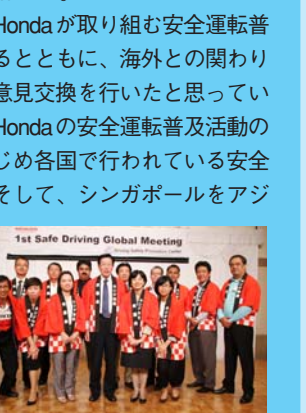 Hondaが取り組む安全運転普
るとともに、海外との関わり
意見交換を行いたと思ってい
Hondaの安全運転普及活動の
じめ各国で行われている安全
そして、シンガポールをアジ
1st Safe Driving Global Meeting
Driving Safety Promotion Center